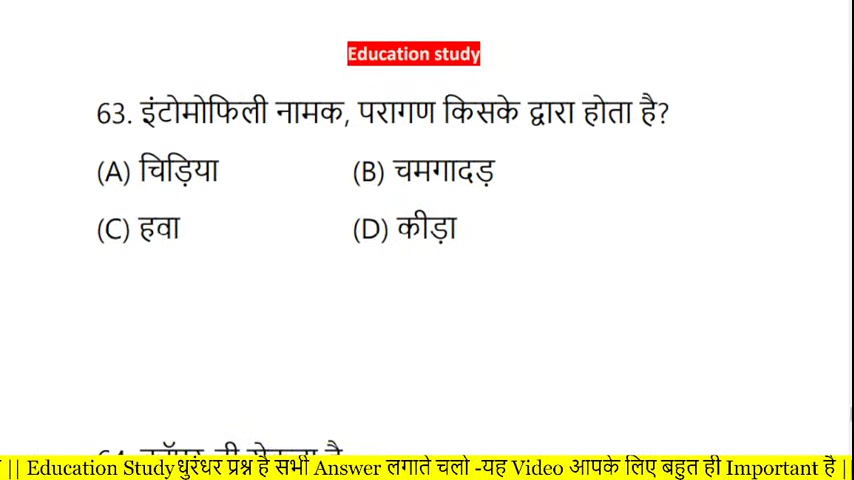 Education study
63. इंटोमोफिली नामक, परागण किसके द्वारा होता है?
(A) चिड़िया (B) चमगादड़
(C) हवा (D) कीड़ा
|| Education Study धुरंधर प्रश्न है सभी Answer लगाते चलो -यह Video आपके लिए बहुत ही Important है ||